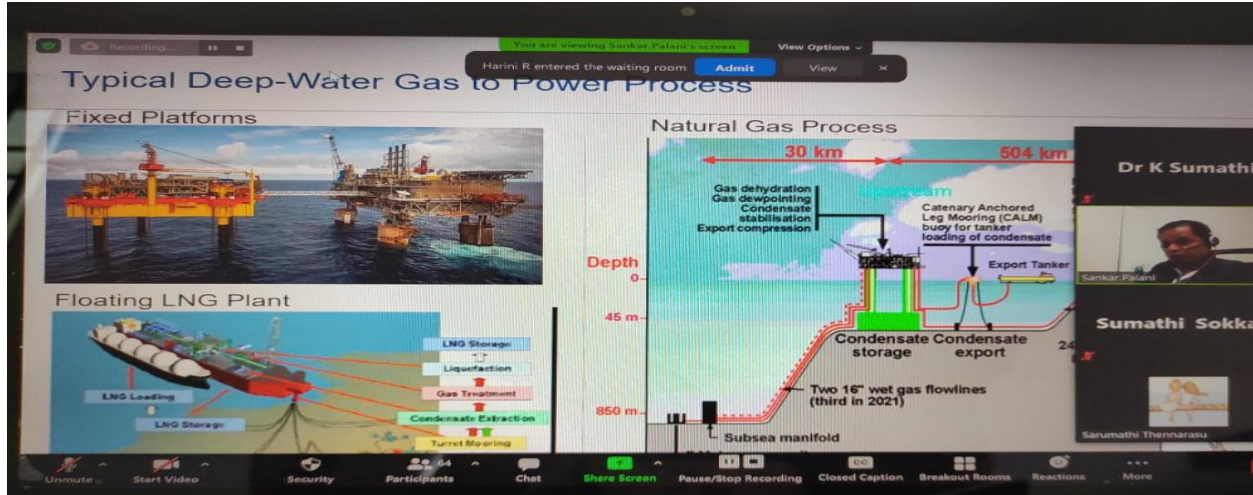 Recording...
You are viewing Sankar.Palani's screen
View Options
Harini R entered the waiting room
Admit
View
Typical Deep-Water Gas to Power Process
Fixed Platforms
Natural Gas Process
30 km
504 km
Upstream
Gas dehydration
Gas dewpointing
Condensate
stabilisation
Export compression
Catenary Anchored
Leg Mooring (CALM)
buoy for tanker
loading of condensate
Export Tanker
Depth
0
45 m
Condensate
storage
Condensate
export
24
Two 16" wet gas flowlines
(third in 2021)
850 m
Subsea manifold
Floating LNG Plant
LNG Storage
Liquefaction
Gas Treatment
Condensate Extraction
Turret Mooring
LNG Loading
LNG Storage
Dr K Sumathi
Sankar.Palani
Sumathi Sokka
Sarumathi Thennarasu
Unmute
Start Video
Security
Participants
64
Chat
Share Screen
Pause/Stop Recording
Closed Caption
Breakout Rooms
Reactions
More